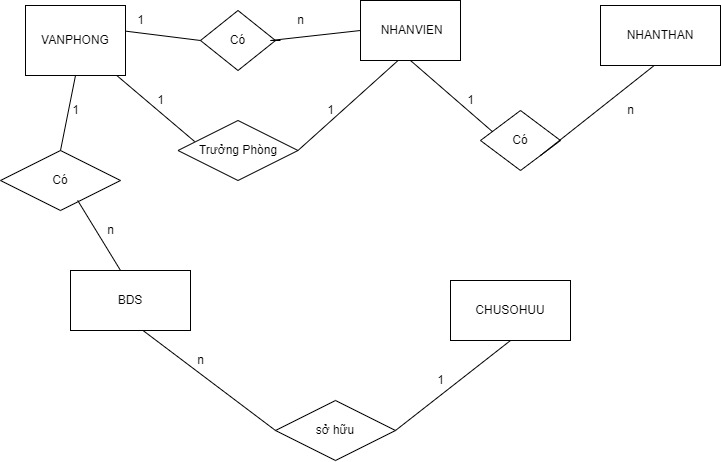 VANPHONG
1
Có
n
NHANVIEN
NHANTHAN
1
1
Trưởng Phòng
1
1
Có
n
Có
n
BDS
CHUSOHUU
n
1
sở hữu